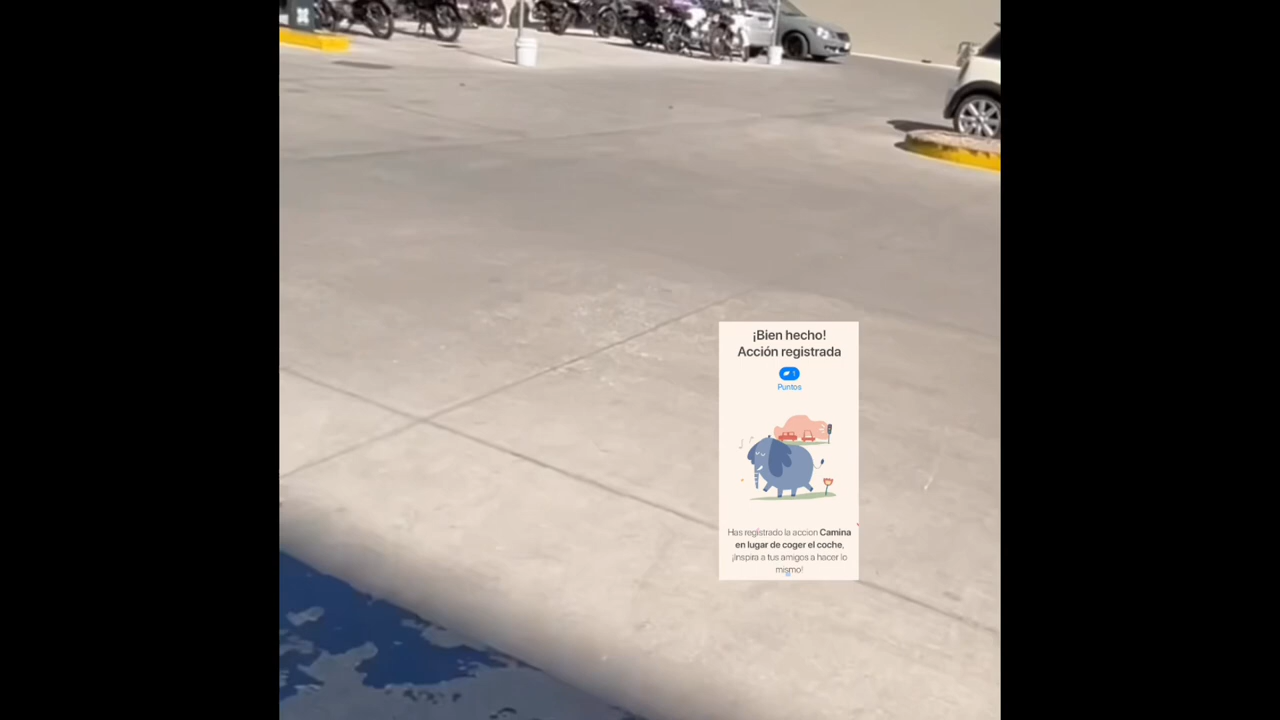 ¡Bien hecho!
Acción registrada
1
Puntos
Has registrado la accion Camina
en lugar de coger el coche,
¡Inspira a tus amigos a hacer lo
mismo!